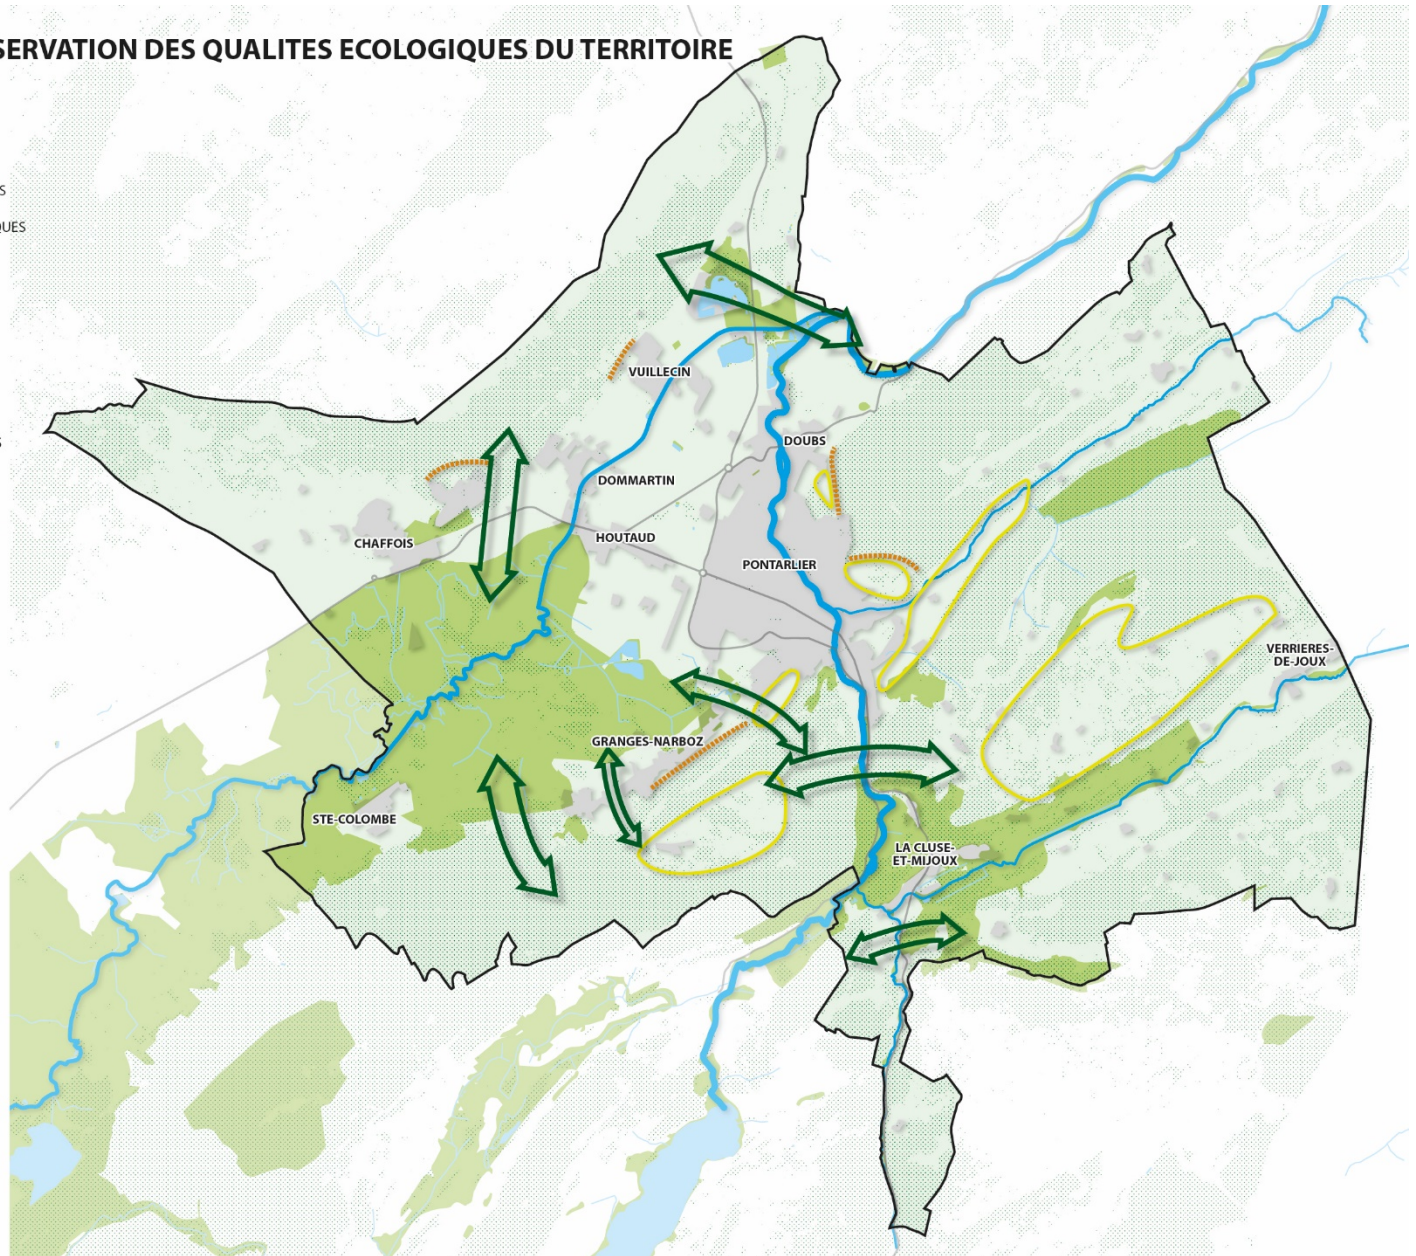 SERVATION DES QUALITES ECOLOGIQUES DU TERRITOIRE
S
QUES
S
VUILLECIN
DOUBS
DOMMARTIN
CHAFFOIS
HOUTAUD
PONTARLIER
VERRIERES-
DE-JOUX
GRANGES-NARBOZ
STE-COLOMBE
LA CLUSE-
ET-MIJOUX